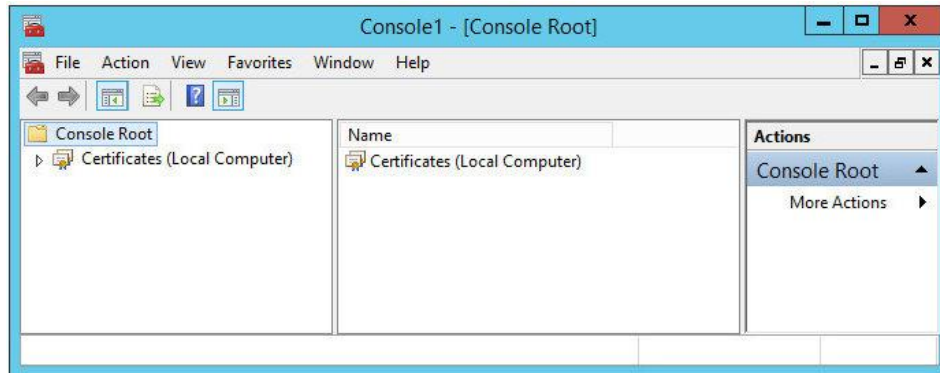 Console1 - [Console Root]
File Action View Favorites Window Help
Console Root
Certificates (Local Computer)
Name
Certificates (Local Computer)
Actions
Console Root
More Actions